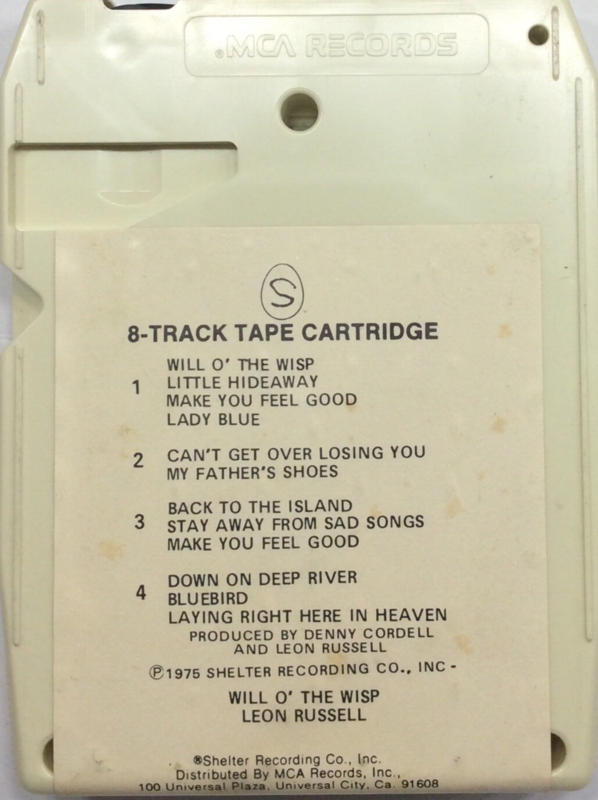 ®MCA RECORDS
S
8-TRACK TAPE CARTRIDGE
1
WILL O' THE WISP
LITTLE HIDEAWAY
MAKE YOU FEEL GOOD
LADY BLUE
2
CAN'T GET OVER LOSING YOU
MY FATHER'S SHOES
3
BACK TO THE ISLAND
STAY AWAY FROM SAD SONGS
MAKE YOU FEEL GOOD
4
DOWN ON DEEP RIVER
BLUEBIRD
LAYING RIGHT HERE IN HEAVEN
PRODUCED BY DENNY CORDELL
AND LEON RUSSELL
℗1975 SHELTER RECORDING CO., INC -
WILL O' THE WISP
LEON RUSSELL
®Shelter Recording Co., Inc.
Distributed By MCA Records, Inc.,
100 Universal Plaza, Universal City, Ca. 91608